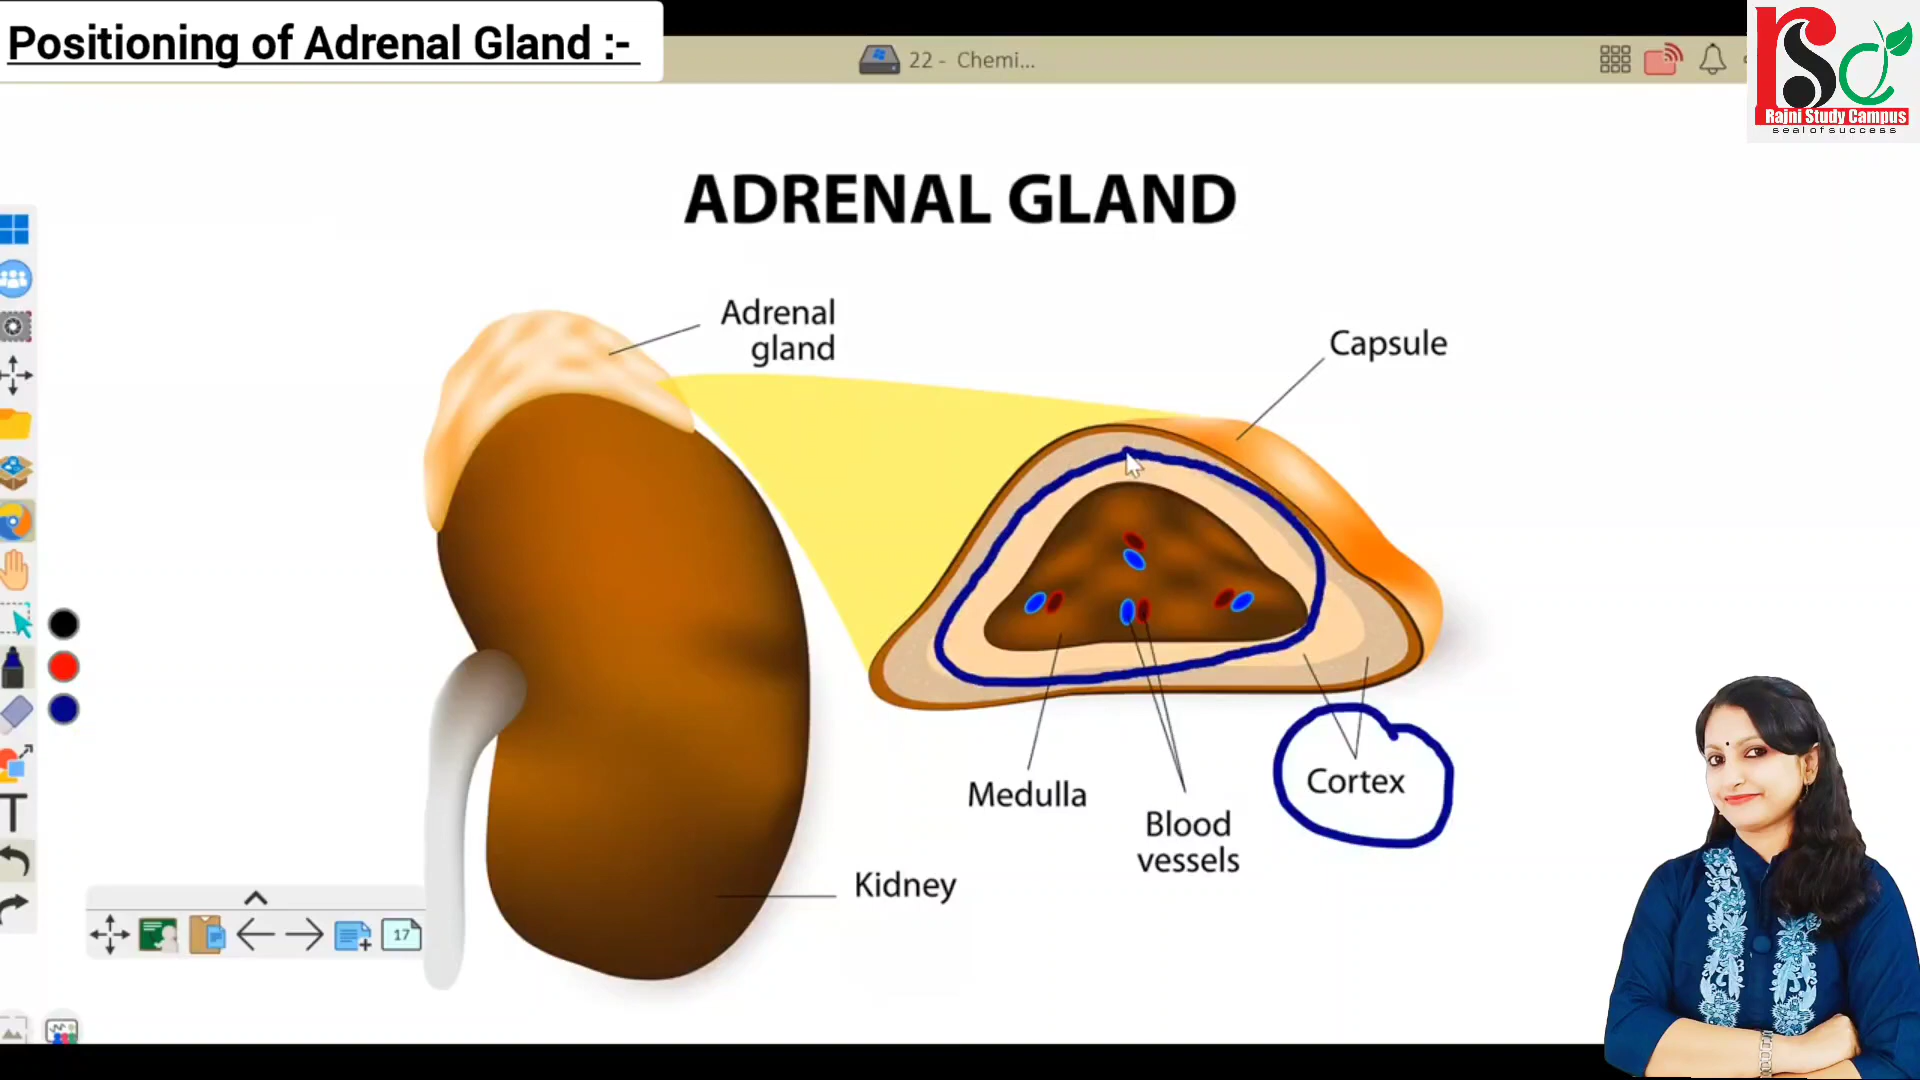 Positioning of Adrenal Gland :-
22 - Chemi...
RSC
Rajni Study Campus
seal of success
ADRENAL GLAND
Adrenal
gland
Capsule
Medulla
Blood
vessels
Cortex
Kidney
T
17